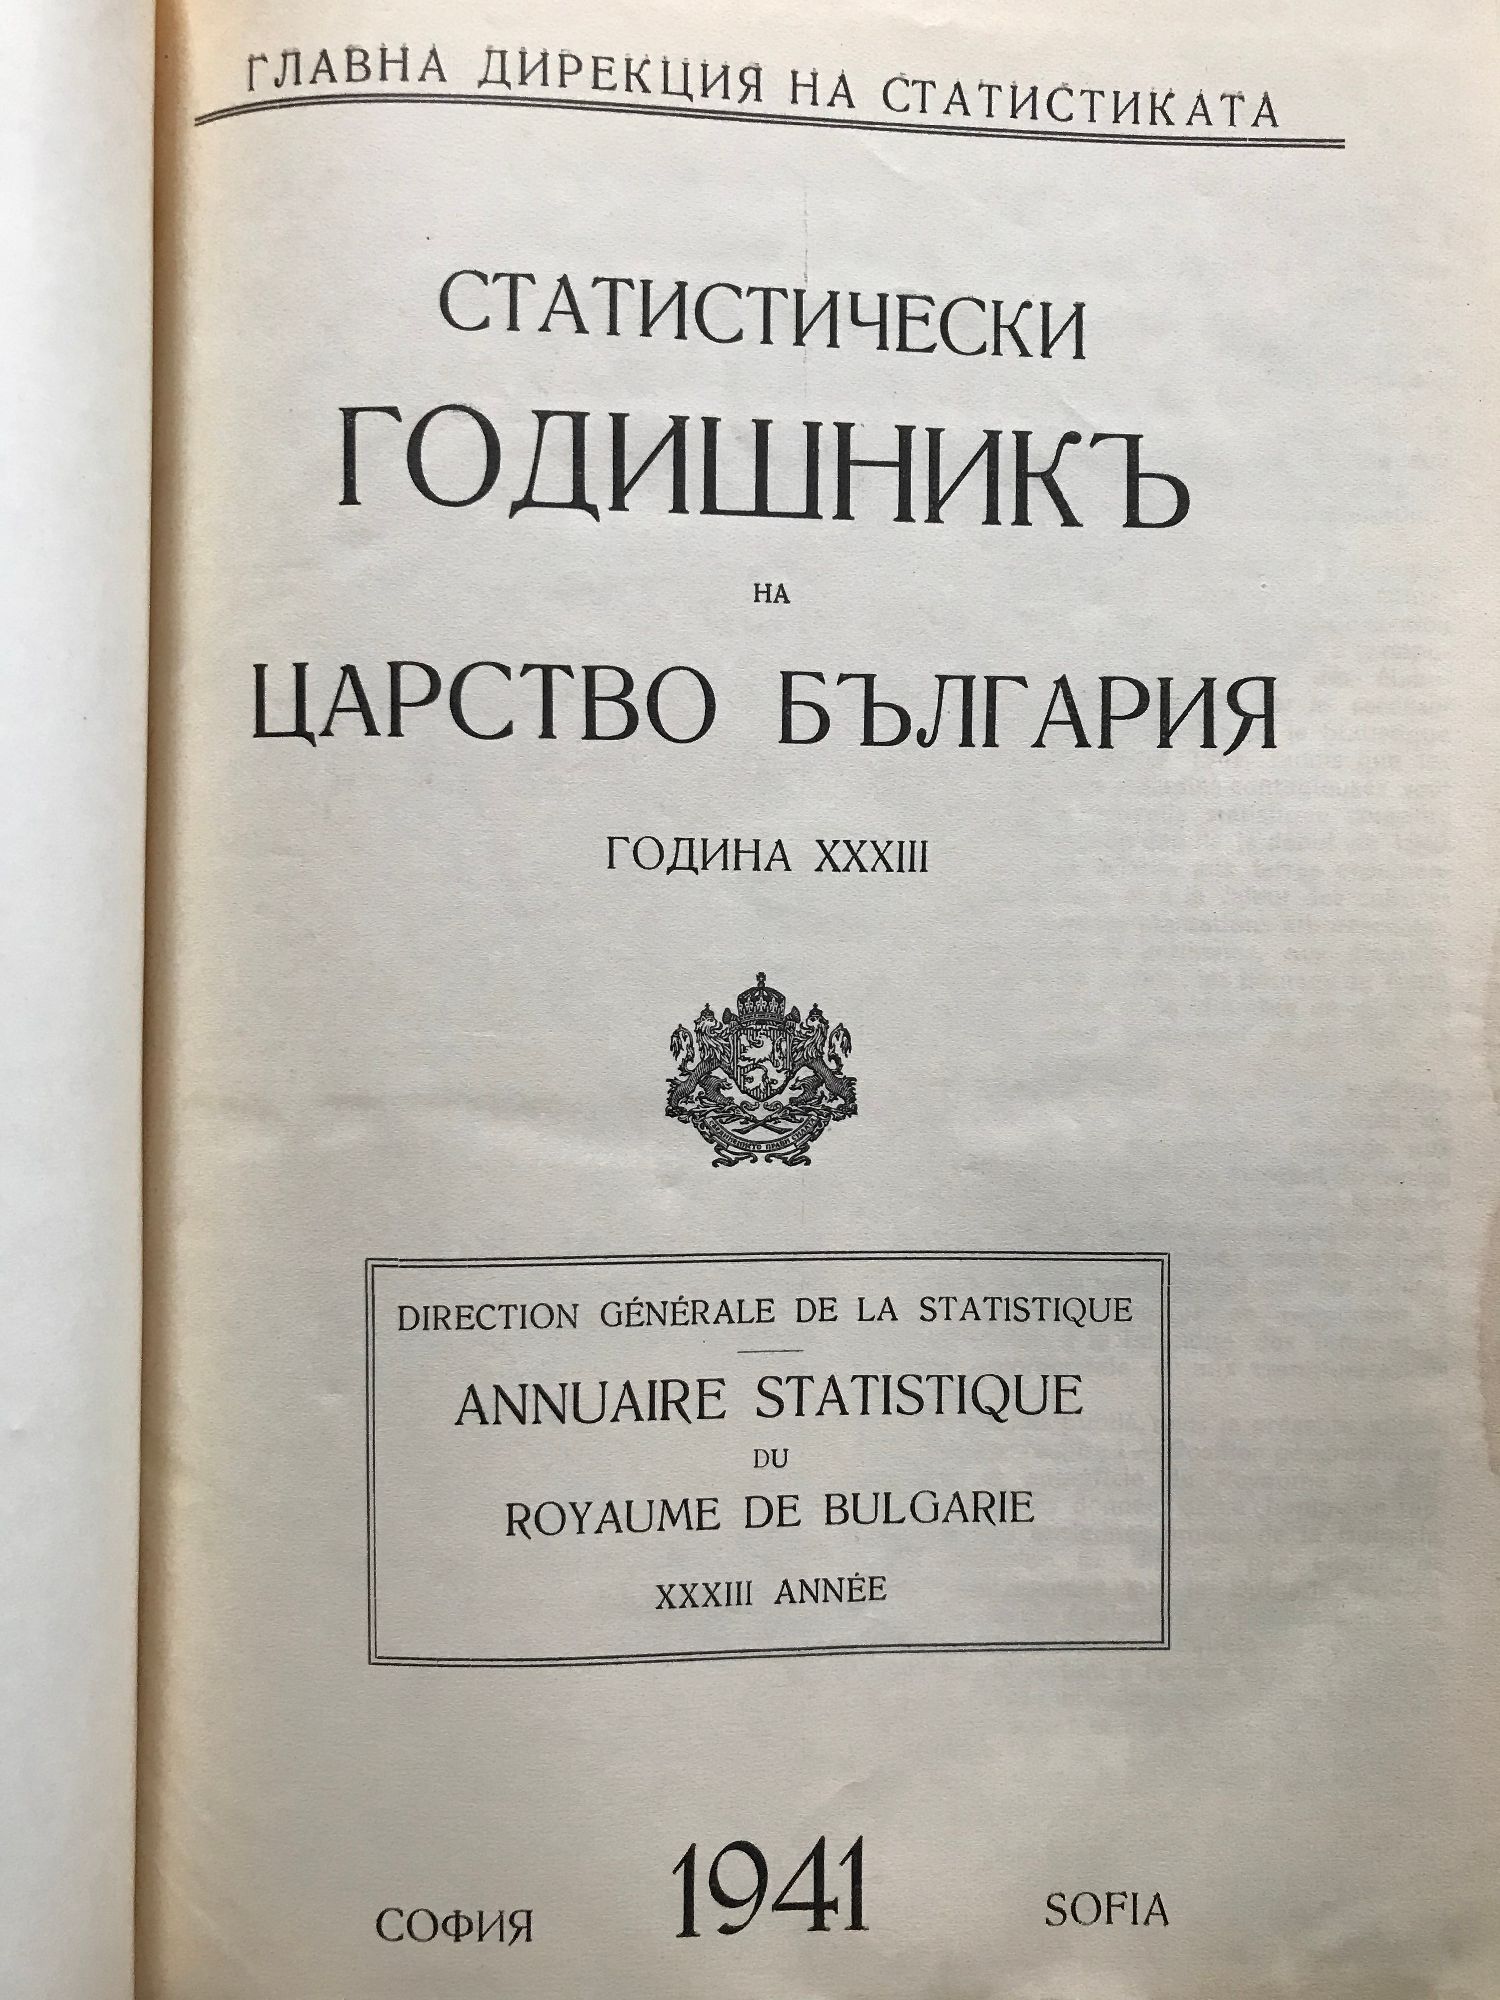 ГЛАВНА ДИРЕКЦИЯ НА СТАТИСТИКАТА
СТАТИСТИЧЕСКИ
ГОДИШНИКЪ
НА
ЦАРСТВО БЪЛГАРИЯ
ГОДИНА XXXIII
DIRECTION GÉNÉRALE DE LA STATISTIQUE
ANNUAIRE STATISTIQUE
DU
ROYAUME DE BULGARIE
XXXIII ANNÉE
СОФИЯ 1941 SOFIA